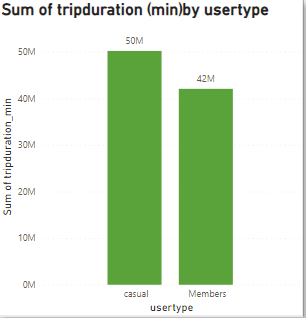 Sum of tripduration (min)by usertype
50M
50M
42M
40M
30M
20M
10M
0M
Sum of tripduration_min
casual
Members
usertype